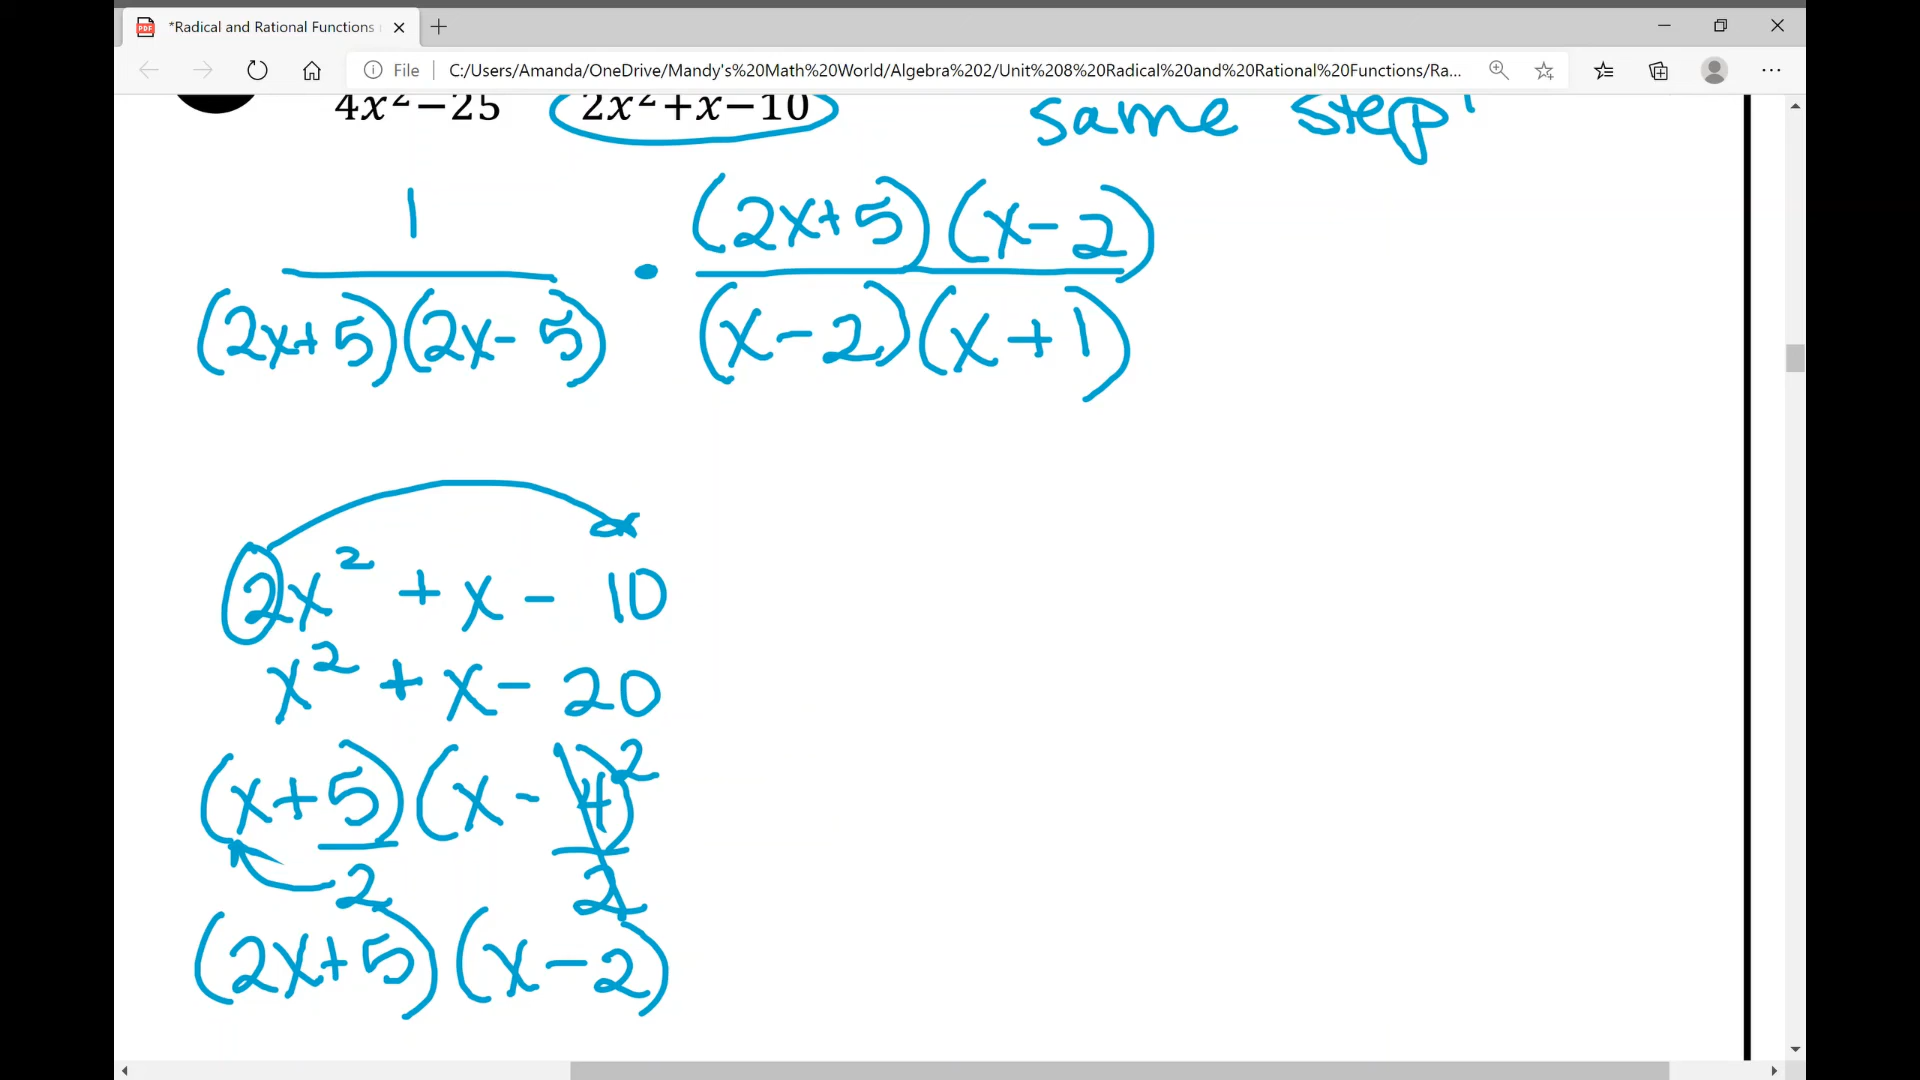 *Radical and Rational Functions
File C:/Users/Amanda/OneDrive/Mandy's%20Math%20World/Algebra%202/Unit%208%20Radical%20and%20Rational%20Functions/Ra...
4x²−25 2x²+x−10 same step!
1 (2x+5)(x-2)
(2x+5)(2x-5) • (x-2)(x+1)
2x² + x - 10
x² + x - 20
(x+5)(x-4) 2
2 2
(2x+5)(x-2)